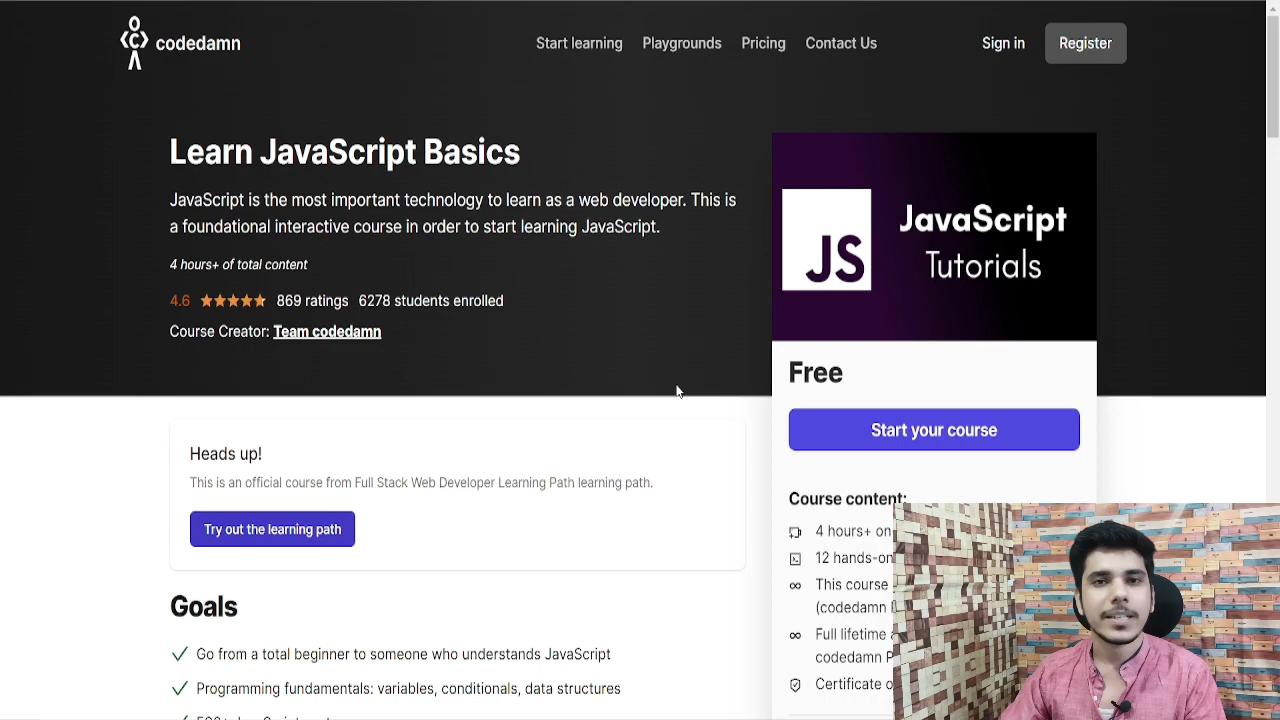 codedamn
Start learning
Playgrounds
Pricing
Contact Us
Sign in
Register
Learn JavaScript Basics
JavaScript is the most important technology to learn as a web developer. This is
a foundational interactive course in order to start learning JavaScript.
4 hours+ of total content
4.6 869 ratings 6278 students enrolled
Course Creator: Team codedamn
JS
JavaScript
Tutorials
Free
Start your course
Heads up!
This is an official course from Full Stack Web Developer Learning Path learning path.
Try out the learning path
Goals
Go from a total beginner to someone who understands JavaScript
Programming fundamentals: variables, conditionals, data structures
Course content:
4 hours+ on
12 hands-on
This course
(codedamn
Full lifetime
codedamn
Certificate